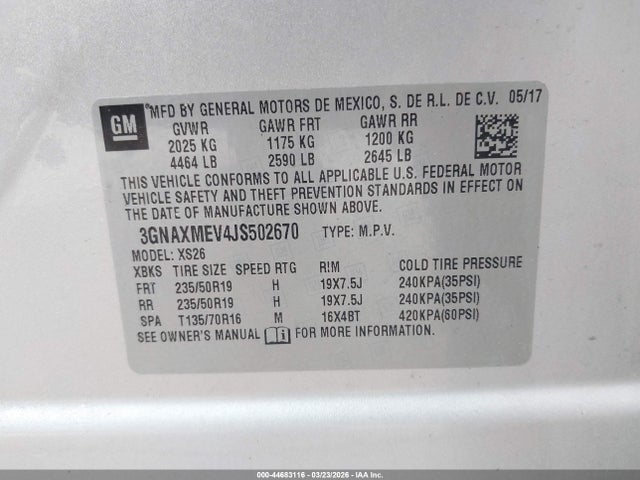 GM ®MFD BY GENERAL MOTORS DE MEXICO, S. DE R.L. DE C.V. 05/17
GVWR GAWR FRT GAWR RR
2025 KG 1175 KG 1200 KG
4464 LB 2590 LB 2645 LB
THIS VEHICLE CONFORMS TO ALL APPLICABLE U.S. FEDERAL MOTOR
VEHICLE SAFETY AND THEFT PREVENTION STANDARDS IN EFFECT ON
THE DATE OF MANUFACTURE SHOWN ABOVE.
3GNAXMEV4JS502670 TYPE: M.P.V.
MODEL: XS26
XBKS TIRE SIZE SPEED RTG RIM COLD TIRE PRESSURE
FRT 235/50R19 H 19X7.5J 240KPA(35PSI)
RR 235/50R19 H 19X7.5J 240KPA(35PSI)
SPA T135/70R16 M 16X4BT 420KPA(60PSI)
SEE OWNER'S MANUAL FOR MORE INFORMATION.
000-44683116 - 03/23/2026 - IAAI.com, Inc.